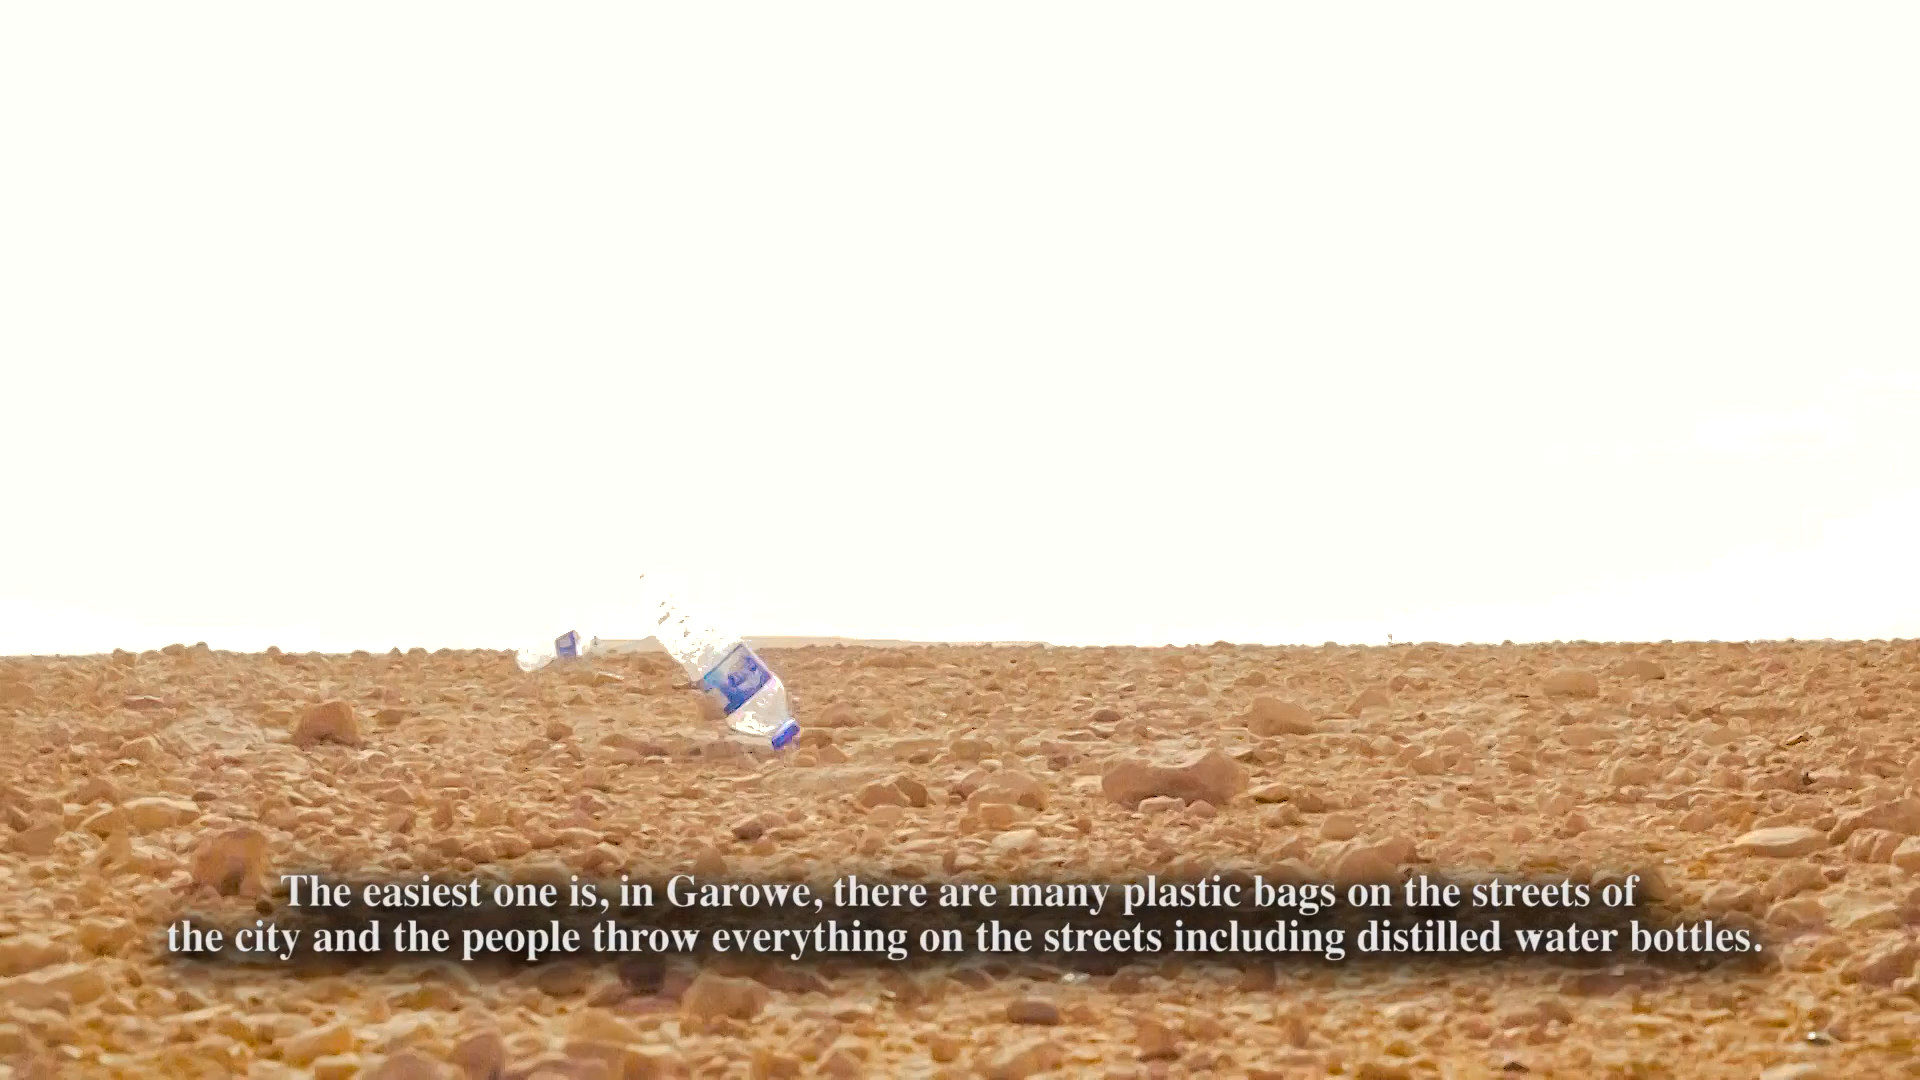 The easiest one is, in Garowe, there are many plastic bags on the streets of
the city and the people throw everything on the streets including distilled water bottles.